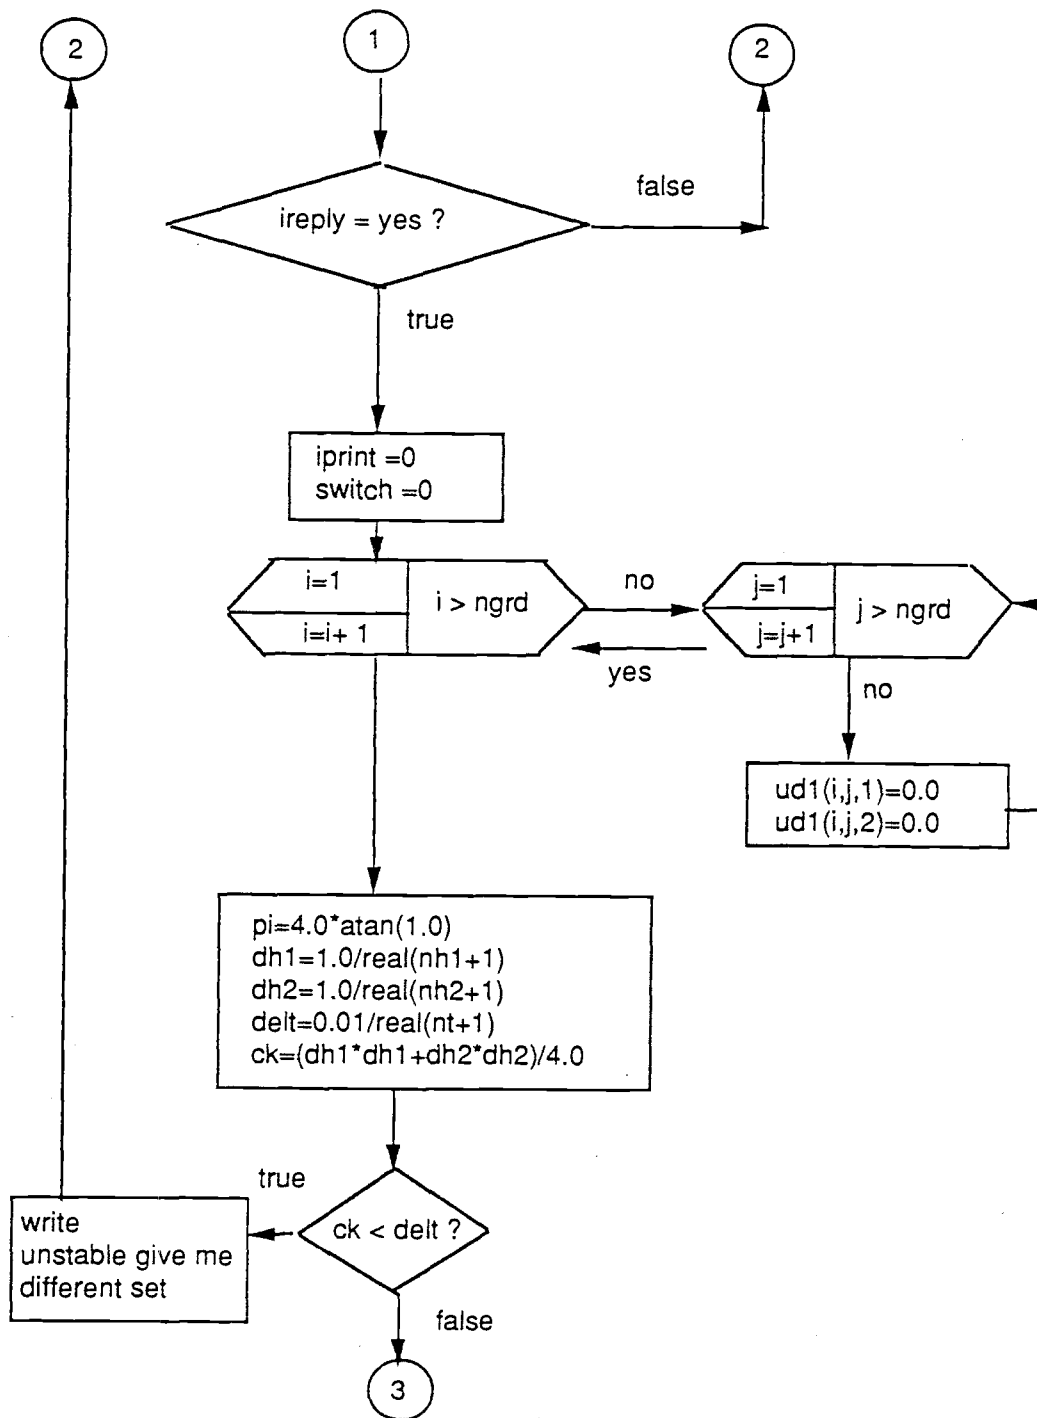 2
1
2
ireply = yes ?
false
true
iprint =0
switch =0
i=1
i=i+ 1
i > ngrd
no
yes
j=1
j=j+1
j > ngrd
no
ud1(i,j,1)=0.0
ud1(i,j,2)=0.0
pi=4.0*atan(1.0)
dh1=1.0/real(nh1+1)
dh2=1.0/real(nh2+1)
delt=0.01/real(nt+1)
ck=(dh1*dh1+dh2*dh2)/4.0
true
ck < delt ?
write
unstable give me
different set
false
3